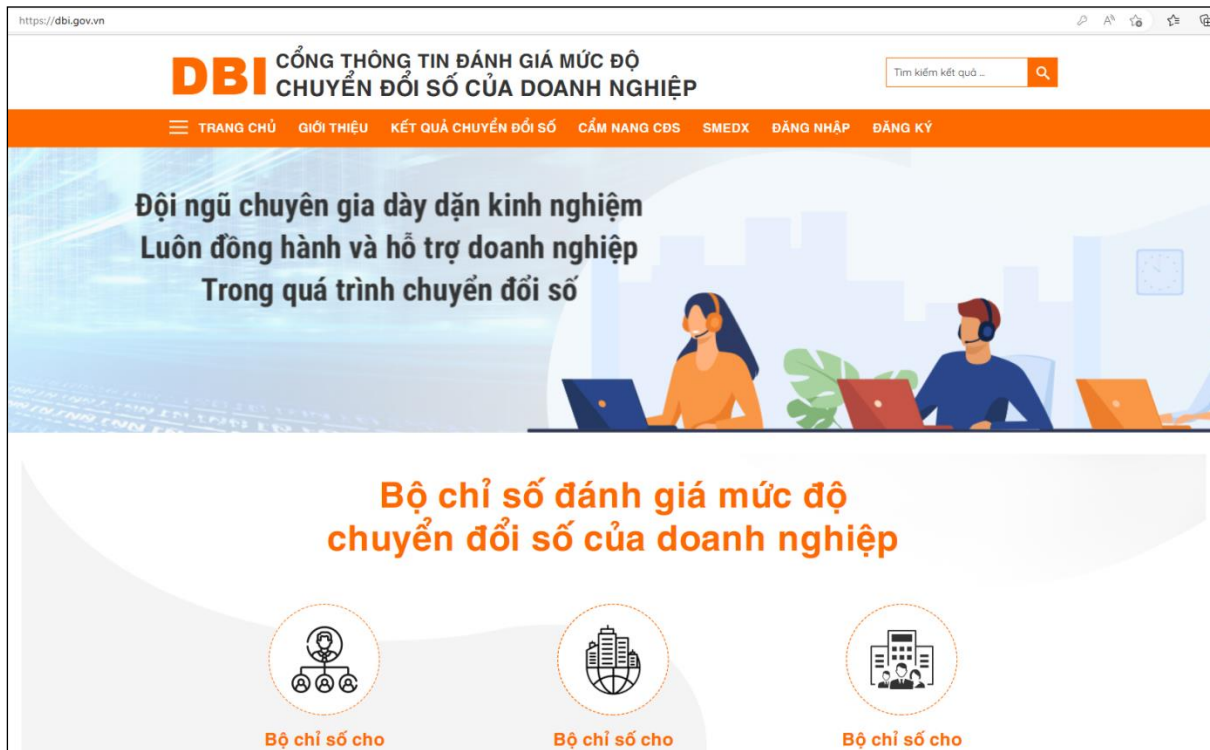 https://dbi.gov.vn
DBI
CỔNG THÔNG TIN ĐÁNH GIÁ MỨC ĐỘ
CHUYỂN ĐỔI SỐ CỦA DOANH NGHIỆP
Tìm kiếm kết quả ...
TRANG CHỦ GIỚI THIỆU KẾT QUẢ CHUYỂN ĐỔI SỐ CẨM NANG CĐS SMEDX ĐĂNG NHẬP ĐĂNG KÝ
Đội ngũ chuyên gia dày dặn kinh nghiệm
Luôn đồng hành và hỗ trợ doanh nghiệp
Trong quá trình chuyển đổi số
Bộ chỉ số đánh giá mức độ
chuyển đổi số của doanh nghiệp
Bộ chỉ số cho Bộ chỉ số cho Bộ chỉ số cho